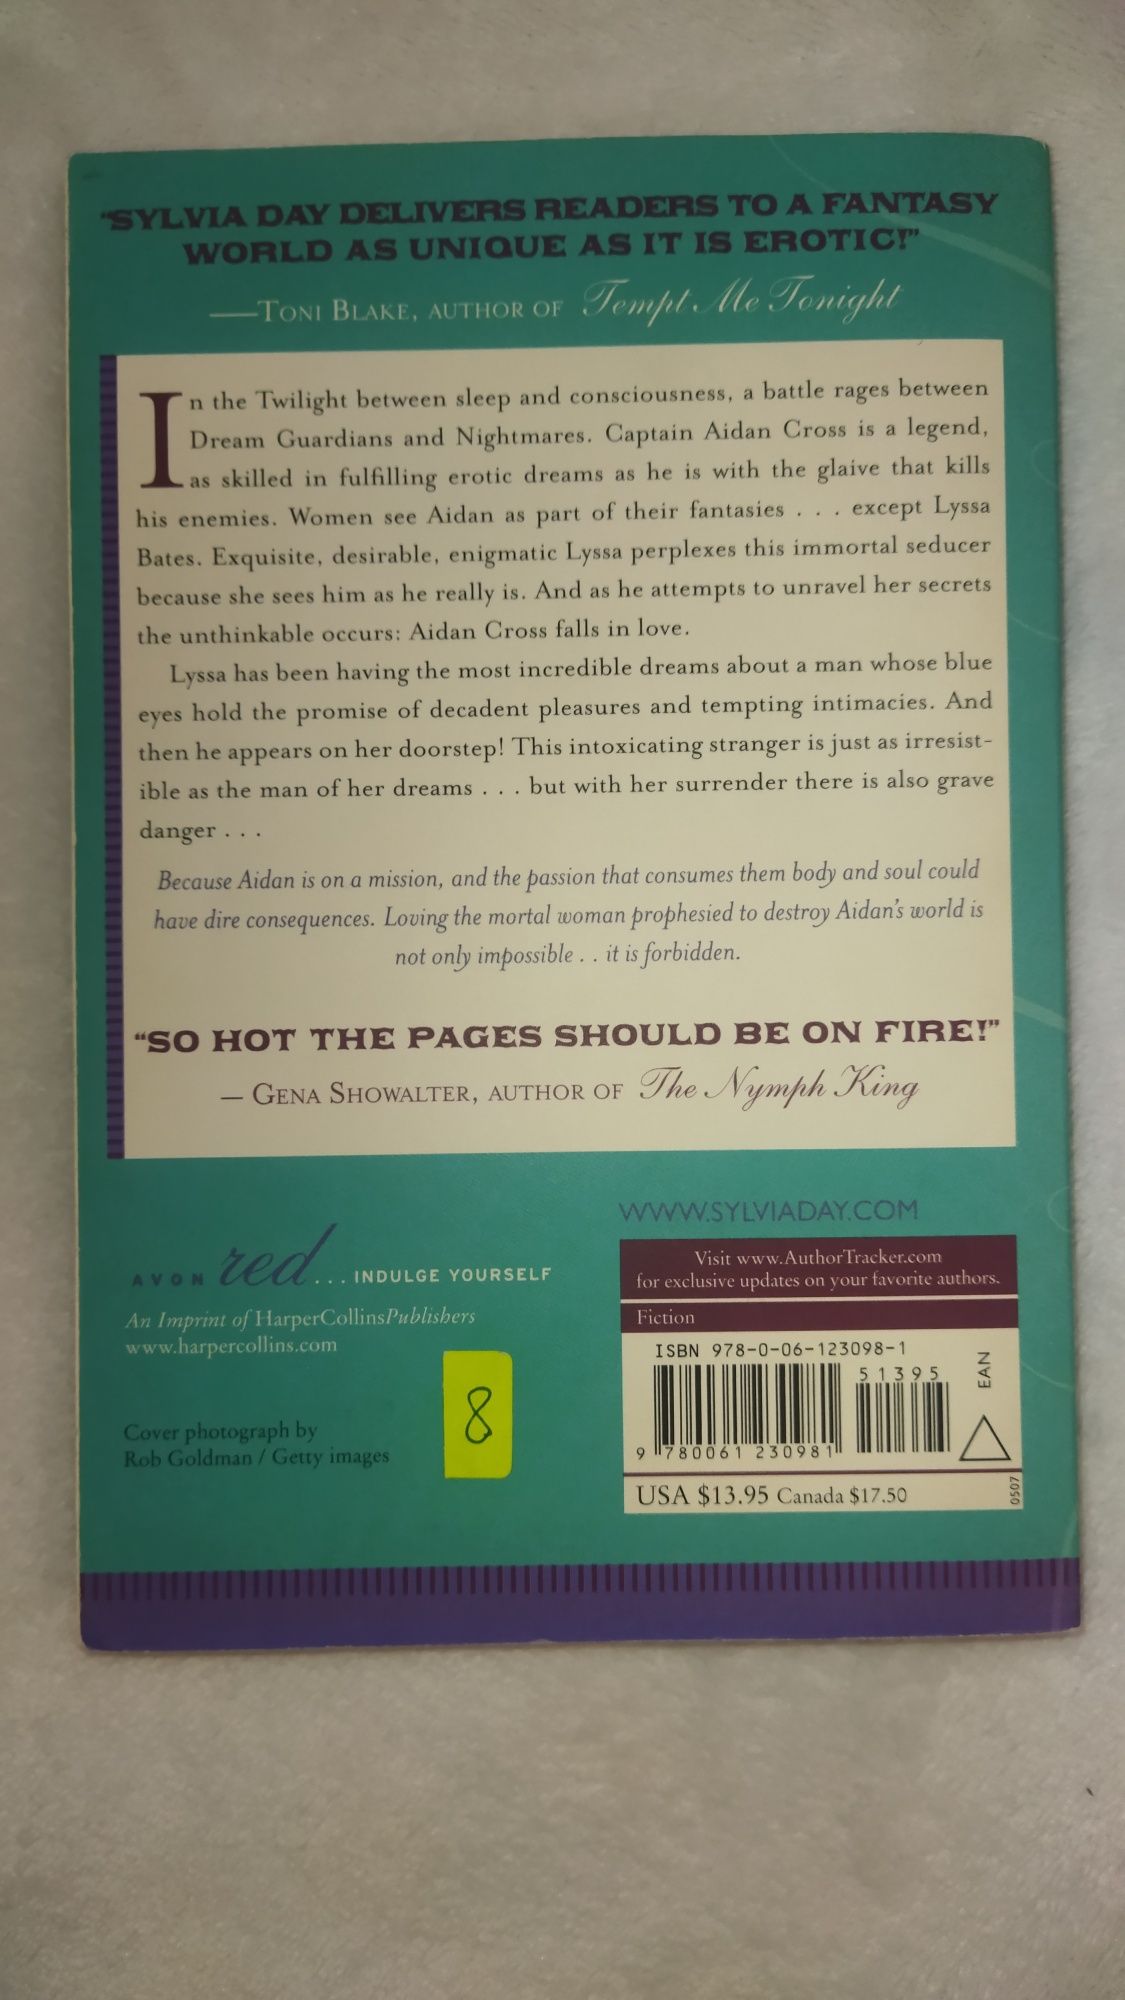 "SYLVIA DAY DELIVERS READERS TO A FANTASY
WORLD AS UNIQUE AS IT IS EROTIC!"
—TONI BLAKE, AUTHOR OF Tempt Me Tonight
In the Twilight between sleep and consciousness, a battle rages between
Dream Guardians and Nightmares. Captain Aidan Cross is a legend,
as skilled in fulfilling erotic dreams as he is with the glaive that kills
his enemies. Women see Aidan as part of their fantasies . . . except Lyssa
Bates. Exquisite, desirable, enigmatic Lyssa perplexes this immortal seducer
because she sees him as he really is. And as he attempts to unravel her secrets
the unthinkable occurs: Aidan Cross falls in love.
Lyssa has been having the most incredible dreams about a man whose blue
eyes hold the promise of decadent pleasures and tempting intimacies. And
then he appears on her doorstep! This intoxicating stranger is just as irresist-
ible as the man of her dreams . . . but with her surrender there is also grave
danger . . .
Because Aidan is on a mission, and the passion that consumes them body and soul could
have dire consequences. Loving the mortal woman prophesied to destroy Aidan's world is
not only impossible . . it is forbidden.
"SO HOT THE PAGES SHOULD BE ON FIRE!"
— GENA SHOWALTER, AUTHOR OF The Nymph King
AVON red... INDULGE YOURSELF
An Imprint of HarperCollinsPublishers
www.harpercollins.com
8
Cover photograph by
Rob Goldman / Getty images
WWW.SYLVIADAY.COM
Visit www.AuthorTracker.com
for exclusive updates on your favorite authors.
Fiction
ISBN 978-0-06-123098-1
51395
EAN
9 780061 230981
USA $13.95 Canada $17.50
0507